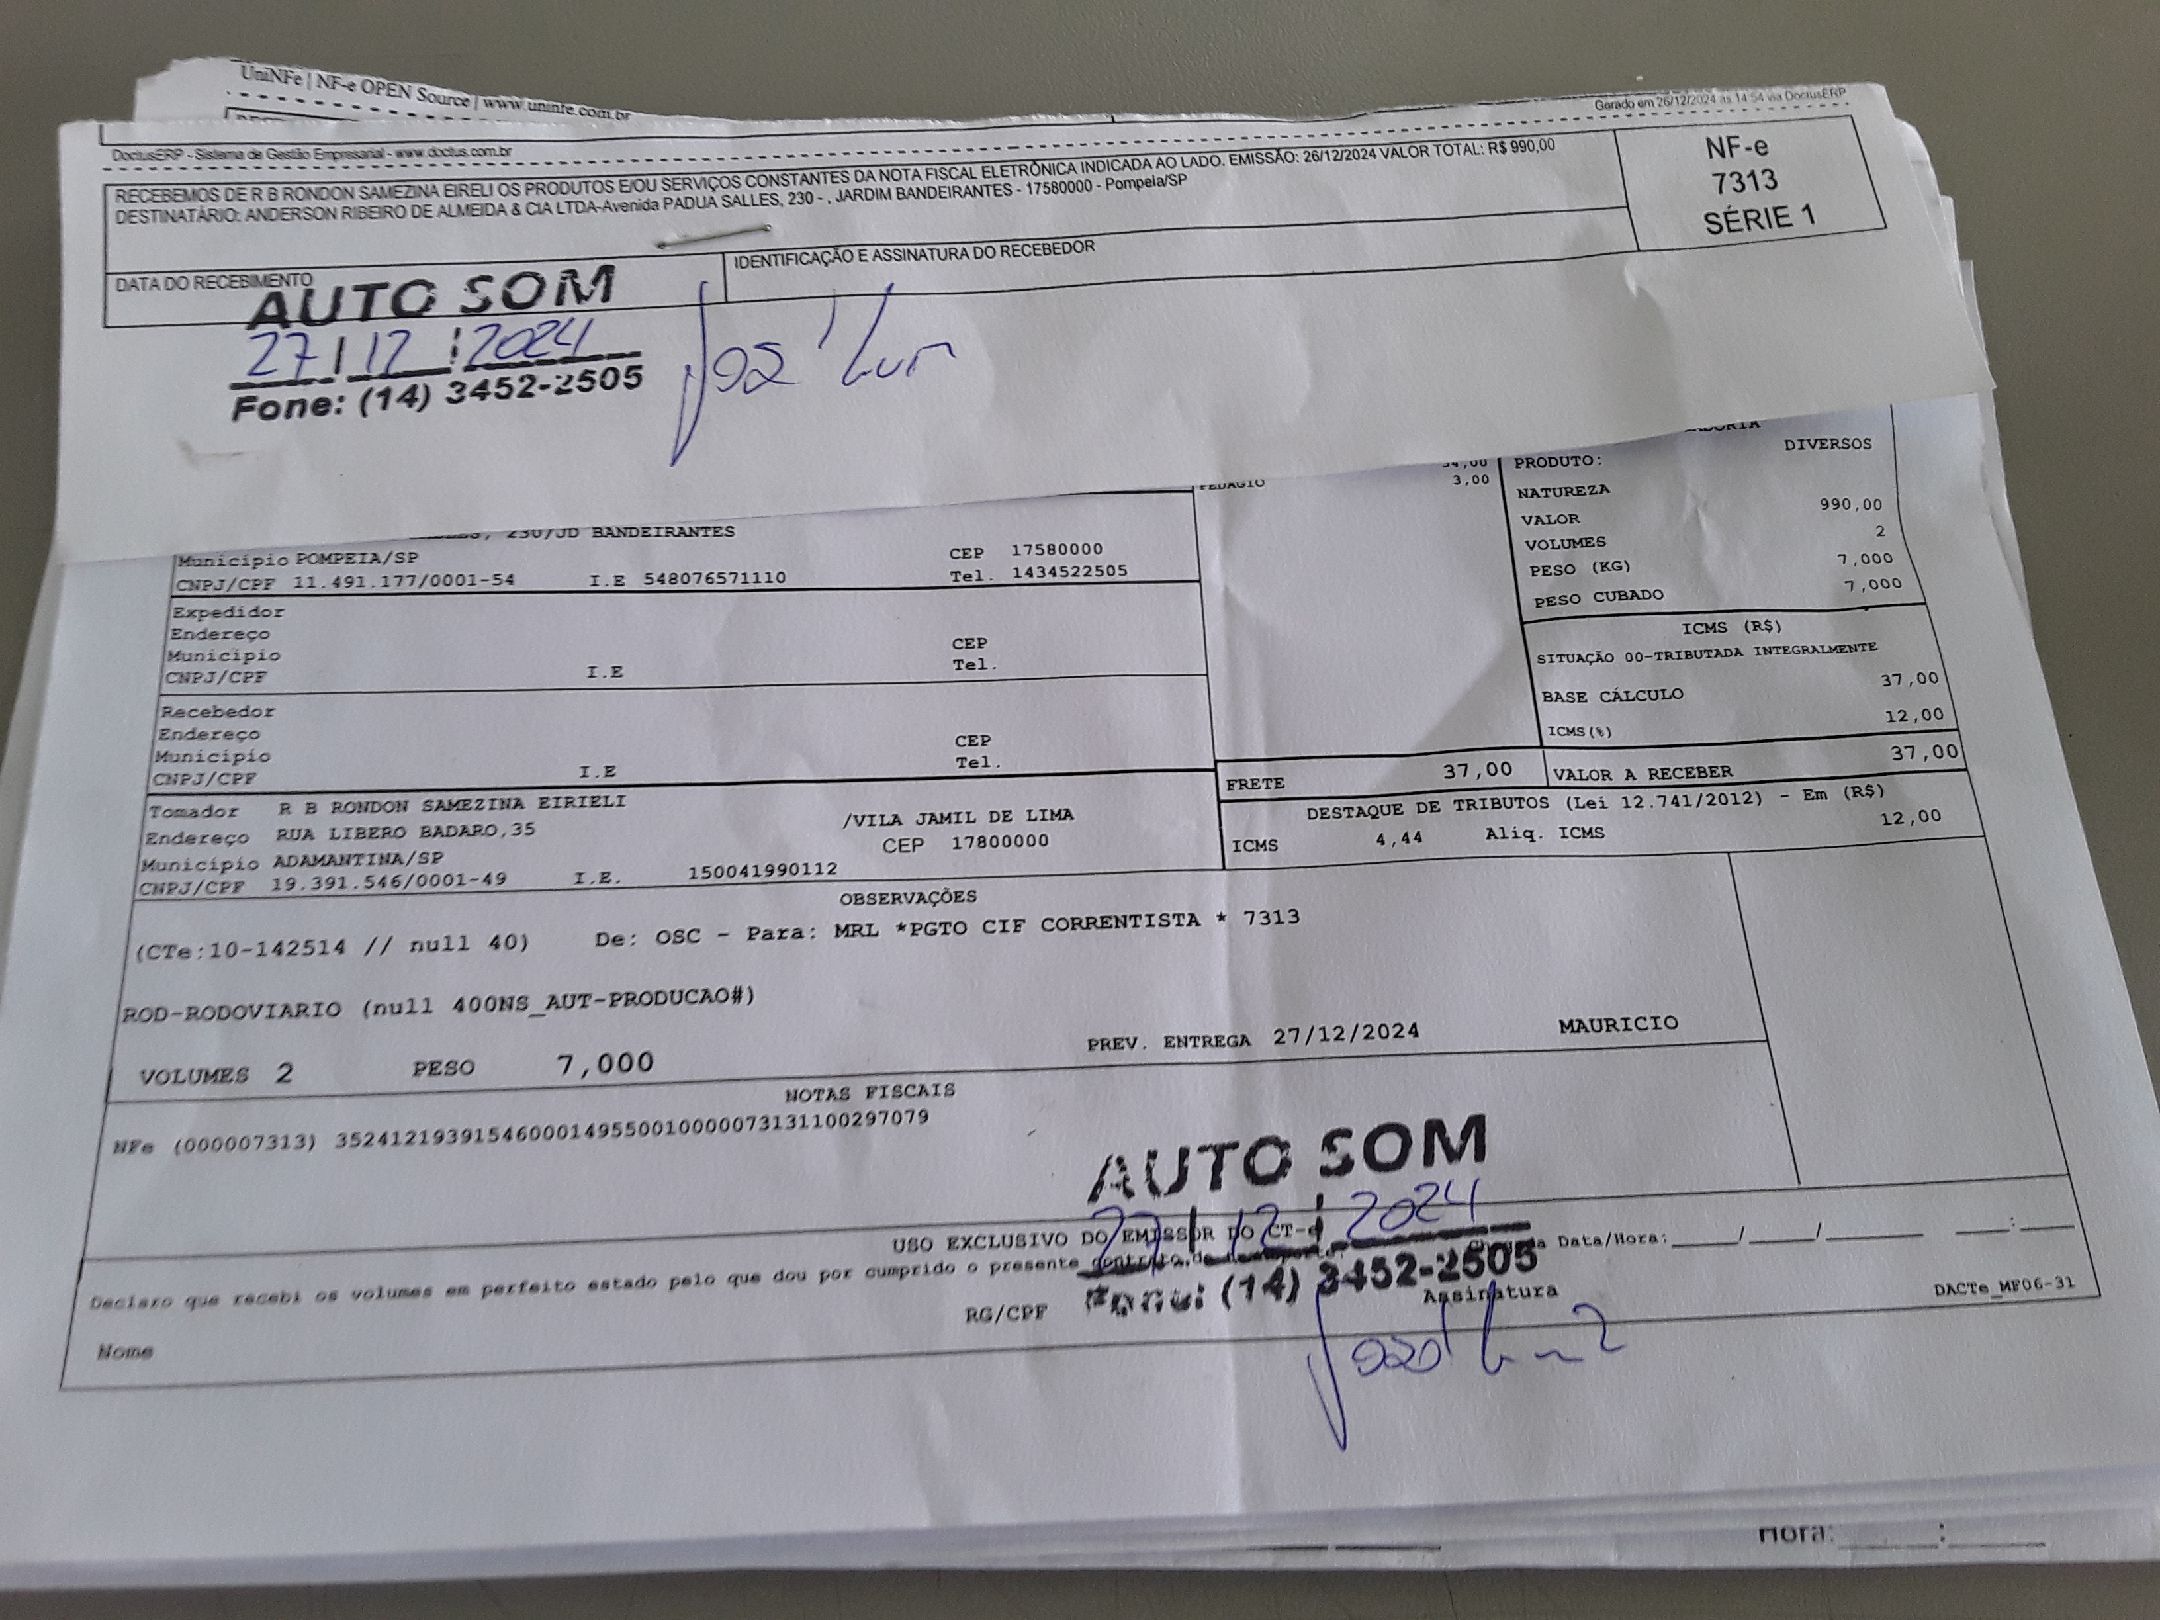 UniNFe | NF-e OPEN Source | www.uninfe.com.br
Gerado em 26/12/2024 às 14:54 via DoctusERP
DoctusERP - Sistema de Gestão Empresarial - www.doctus.com.br
RECEBEMOS DE R B RONDON SAMEZINA EIRELI OS PRODUTOS E/OU SERVIÇOS CONSTANTES DA NOTA FISCAL ELETRÔNICA INDICADA AO LADO. EMISSÃO: 26/12/2024 VALOR TOTAL: R$ 990,00
DESTINATÁRIO: ANDERSON RIBEIRO DE ALMEIDA & CIA LTDA-Avenida PADUA SALLES, 230 - , JARDIM BANDEIRANTES - 17580000 - Pompeia/SP
NF-e
7313
SÉRIE 1
DATA DO RECEBIMENTO
IDENTIFICAÇÃO E ASSINATURA DO RECEBEDOR
AUTO SOM
27 / 12 / 2024
Fone: (14) 3452-2505
PEDAGIO 3,00
PRODUTO: DIVERSOS
NATUREZA
VALOR 990,00
VOLUMES 2
PESO (KG) 7,000
PESO CUBADO 7,000
, 230/JD BANDEIRANTES
Município POMPEIA/SP CEP 17580000
CNPJ/CPF 11.491.177/0001-54 I.E 548076571110 Tel. 1434522505
Expedidor
Endereço
Município CEP
CNPJ/CPF I.E Tel.
ICMS (R$)
SITUAÇÃO 00-TRIBUTADA INTEGRALMENTE
BASE CÁLCULO 37,00
ICMS(%) 12,00
Recebedor
Endereço
Município CEP
CNPJ/CPF I.E Tel.
FRETE 37,00 VALOR A RECEBER 37,00
Tomador R B RONDON SAMEZINA EIRIELI
Endereço RUA LIBERO BADARO,35 /VILA JAMIL DE LIMA
Município ADAMANTINA/SP CEP 17800000
CNPJ/CPF 19.391.546/0001-49 I.E. 150041990112
DESTAQUE DE TRIBUTOS (Lei 12.741/2012) - Em (R$)
ICMS 4,44 Aliq. ICMS 12,00
OBSERVAÇÕES
(CTe:10-142514 // null 40) De: OSC - Para: MRL *PGTO CIF CORRENTISTA * 7313
ROD-RODOVIARIO (null 400NS_AUT-PRODUCAO#)
PREV. ENTREGA 27/12/2024 MAURICIO
VOLUMES 2 PESO 7,000
NOTAS FISCAIS
NFe (000007313) 35241219391546000149550010000073131100297079
AUTO SOM
27 / 12 / 2024
USO EXCLUSIVO DO EMISSOR DO CT-e
(14) 3452-2505
Declaro que recebi os volumes em perfeito estado pelo que dou por cumprido o presente contrato de transporte. Data/Hora:_____/_____/________ ____:____
Nome RG/CPF Assinatura DACTe_MF06-31
Hora: ______:______